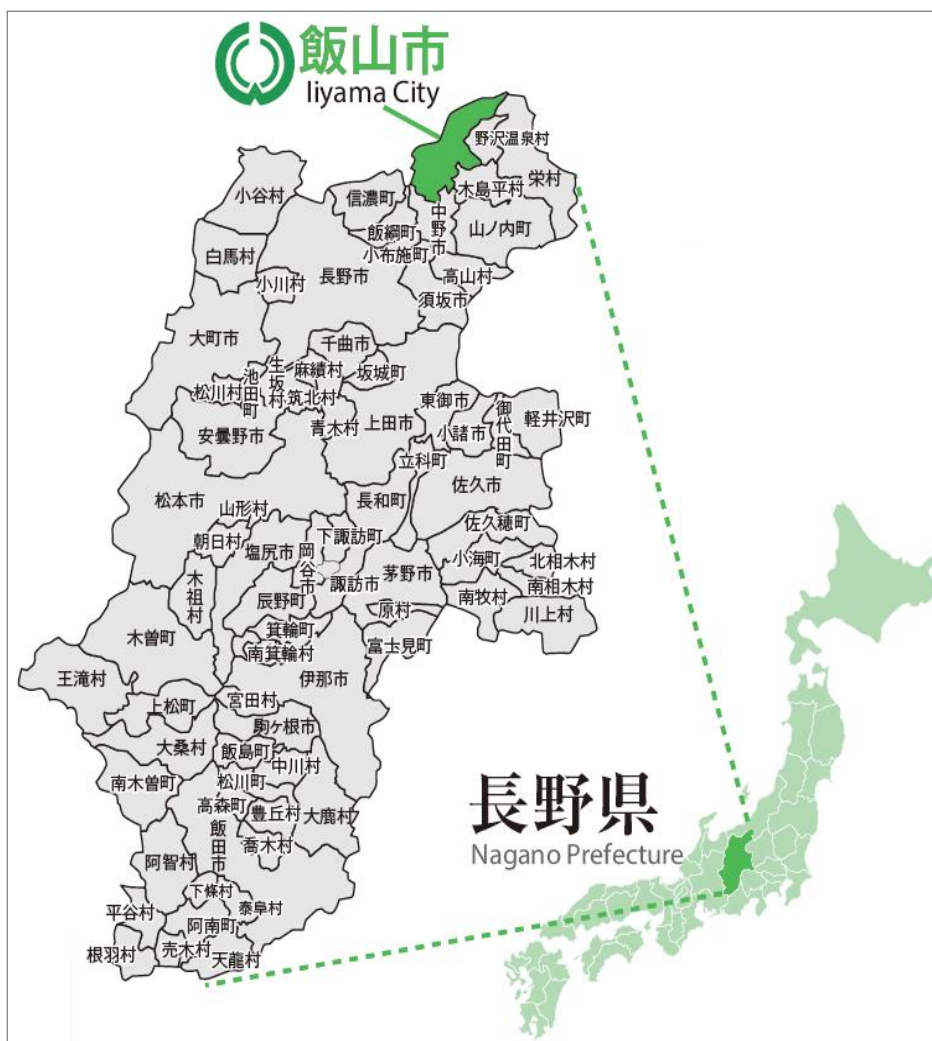 飯山市
Iiyama City
野沢温泉村
栄村
木島平村
小谷村
信濃町
中野市
山ノ内町
飯綱町
白馬村
小布施町
長野市
高山村
小川村
須坂市
大町市
千曲市
生坂村
麻績村
坂城町
池田町
松川村
筑北村
東御市
御代田町
軽井沢町
安曇野市
青木村
上田市
小諸市
立科町
佐久市
松本市
長和町
山形村
佐久穂町
朝日村
塩尻市
岡谷市
下諏訪町
小海町
北相木村
木祖村
諏訪市
茅野市
南相木村
辰野町
南牧村
原村
川上村
木曽町
箕輪町
富士見町
南箕輪村
王滝村
伊那市
上松町
宮田村
駒ヶ根市
大桑村
飯島町
中川村
南木曽町
松川町
高森町
豊丘村
大鹿村
飯田市
喬木村
阿智村
下條村
泰阜村
平谷村
阿南町
根羽村
売木村
天龍村
長野県
Nagano Prefecture